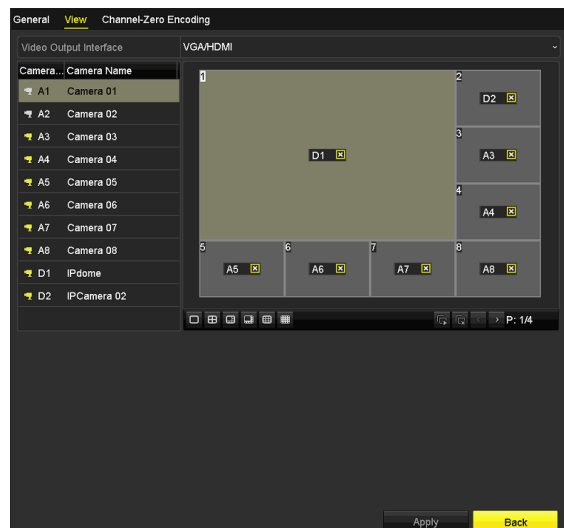 General View Channel-Zero Encoding
Video Output Interface VGA/HDMI
Camera... Camera Name
A1 Camera 01
A2 Camera 02
A3 Camera 03
A4 Camera 04
A5 Camera 05
A6 Camera 06
A7 Camera 07
A8 Camera 08
D1 IPdome
D2 IPCamera 02
1
D1
2
D2
3
A3
4
A4
5
A5
6
A6
7
A7
8
A8
P: 1/4
Apply Back